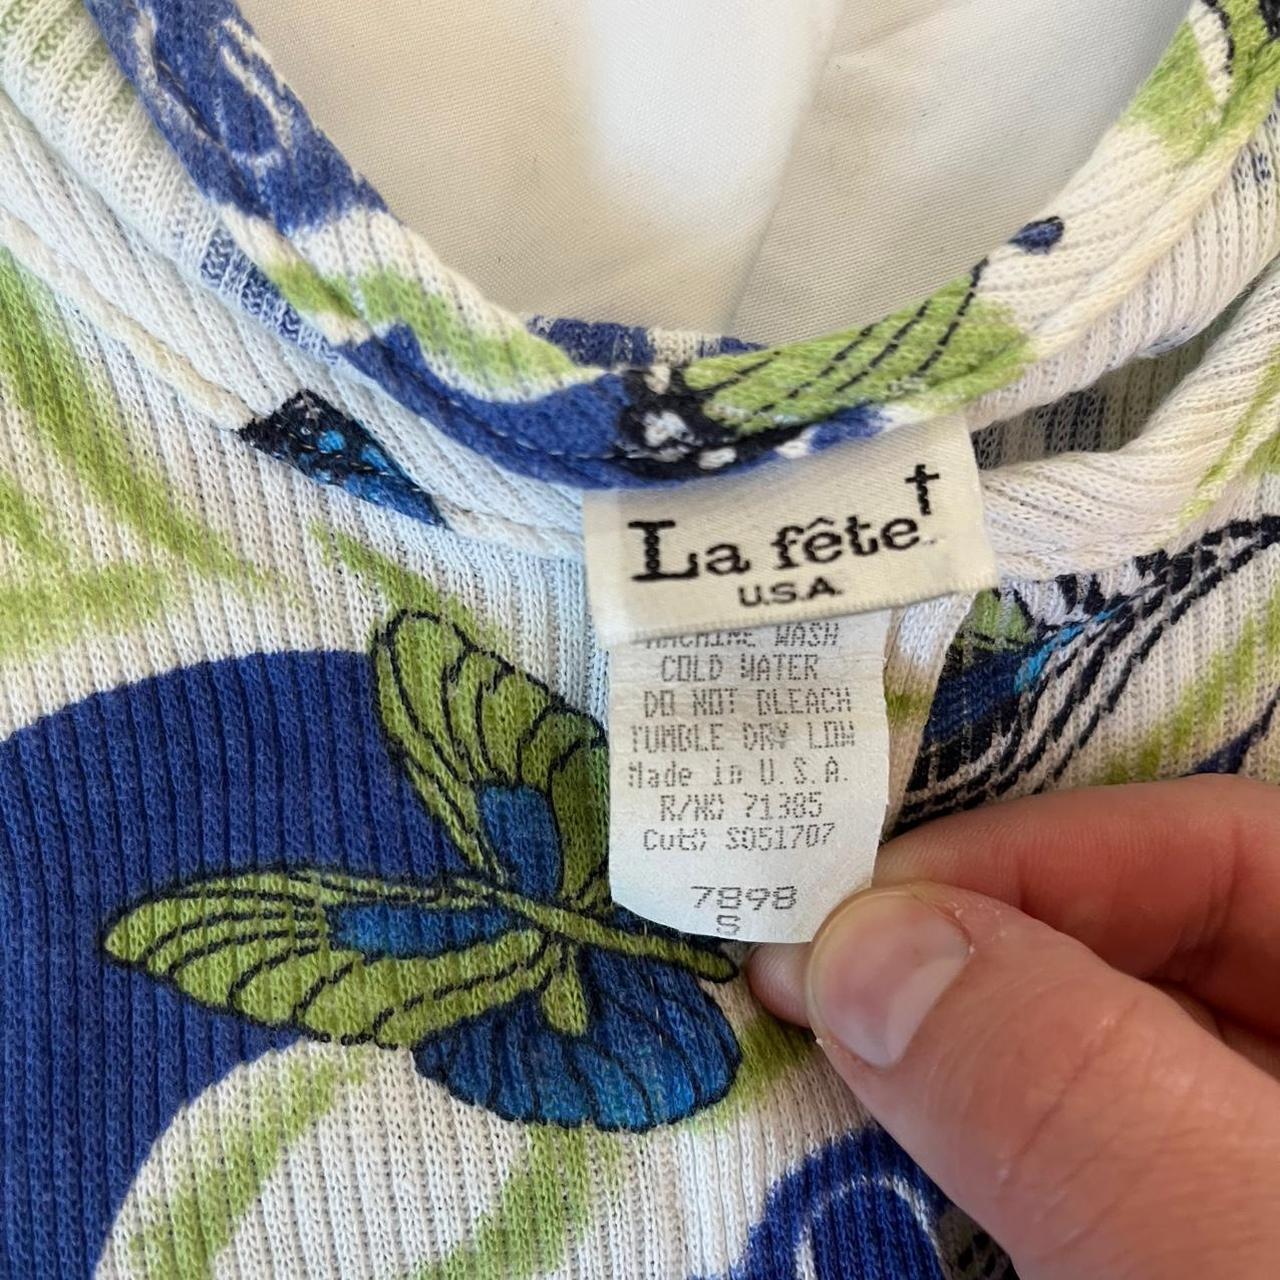 La fête†
U.S.A.
MACHINE WASH
COLD WATER
DO NOT BLEACH
TUMBLE DRY LOW
Made in U.S.A.
R/N: 71385
Cut: S051707
7898
S